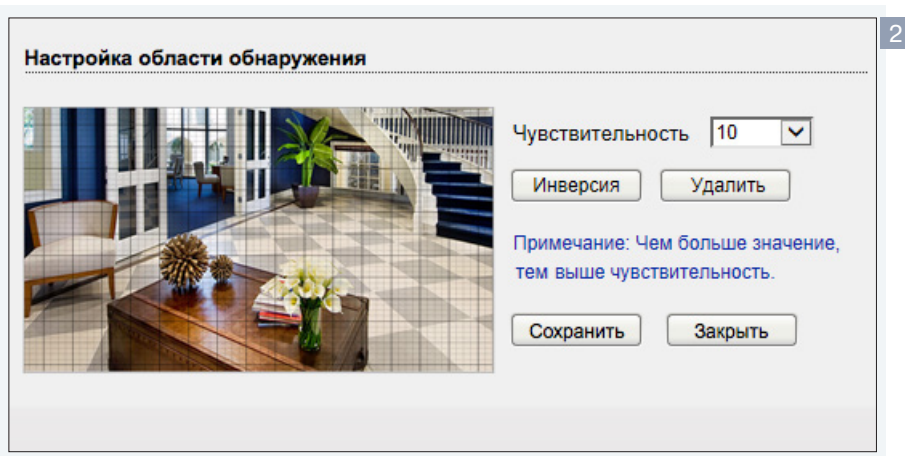 2
Настройка области обнаружения
Чувствительность 10
Инверсия Удалить
Примечание: Чем больше значение,
тем выше чувствительность.
Сохранить Закрыть